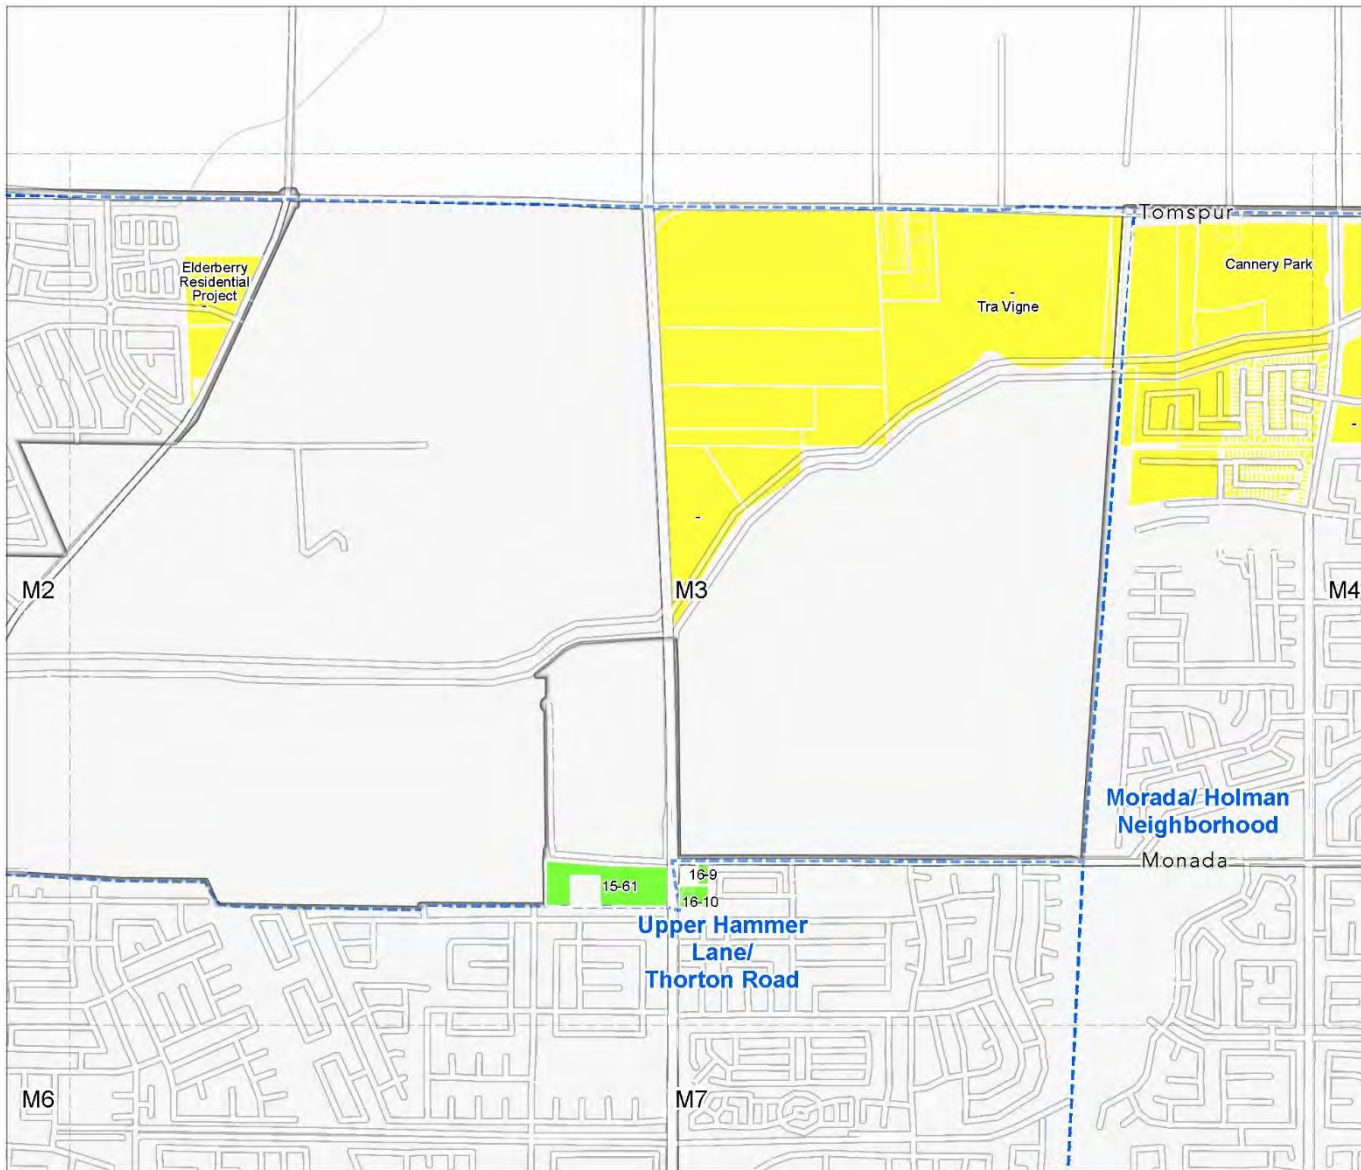 Tomspur
Elderberry
Residential
Project
-
Cannery Park
-
Tra Vigne
-
-
M2
M3
M4
Morada/ Holman
Neighborhood
Monada
16-9
15-61
16-10
Upper Hammer
Lane/
Thorton Road
M6
M7